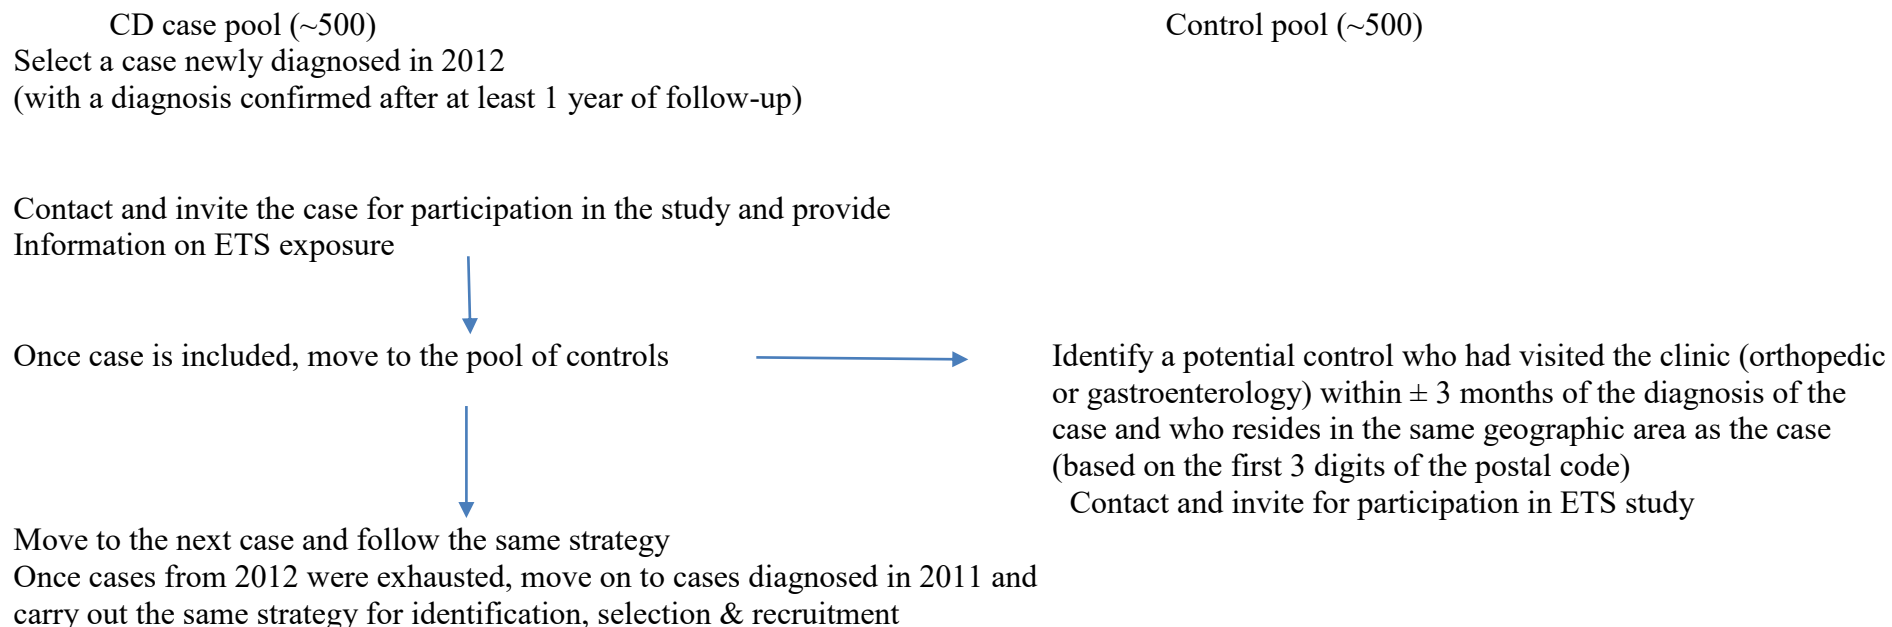 CD case pool (~500)
Control pool (~500)
Select a case newly diagnosed in 2012
(with a diagnosis confirmed after at least 1 year of follow-up)
Contact and invite the case for participation in the study and provide
Information on ETS exposure
Once case is included, move to the pool of controls
Identify a potential control who had visited the clinic (orthopedic
or gastroenterology) within ± 3 months of the diagnosis of the
case and who resides in the same geographic area as the case
(based on the first 3 digits of the postal code)
Contact and invite for participation in ETS study
Move to the next case and follow the same strategy
Once cases from 2012 were exhausted, move on to cases diagnosed in 2011 and
carry out the same strategy for identification, selection & recruitment